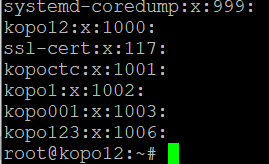 systemd-coredump:x:999:
kopo12:x:1000:
ssl-cert:x:117:
kopoctc:x:1001:
kopo1:x:1002:
kopo001:x:1003:
kopo123:x:1006:
root@kopo12:~#